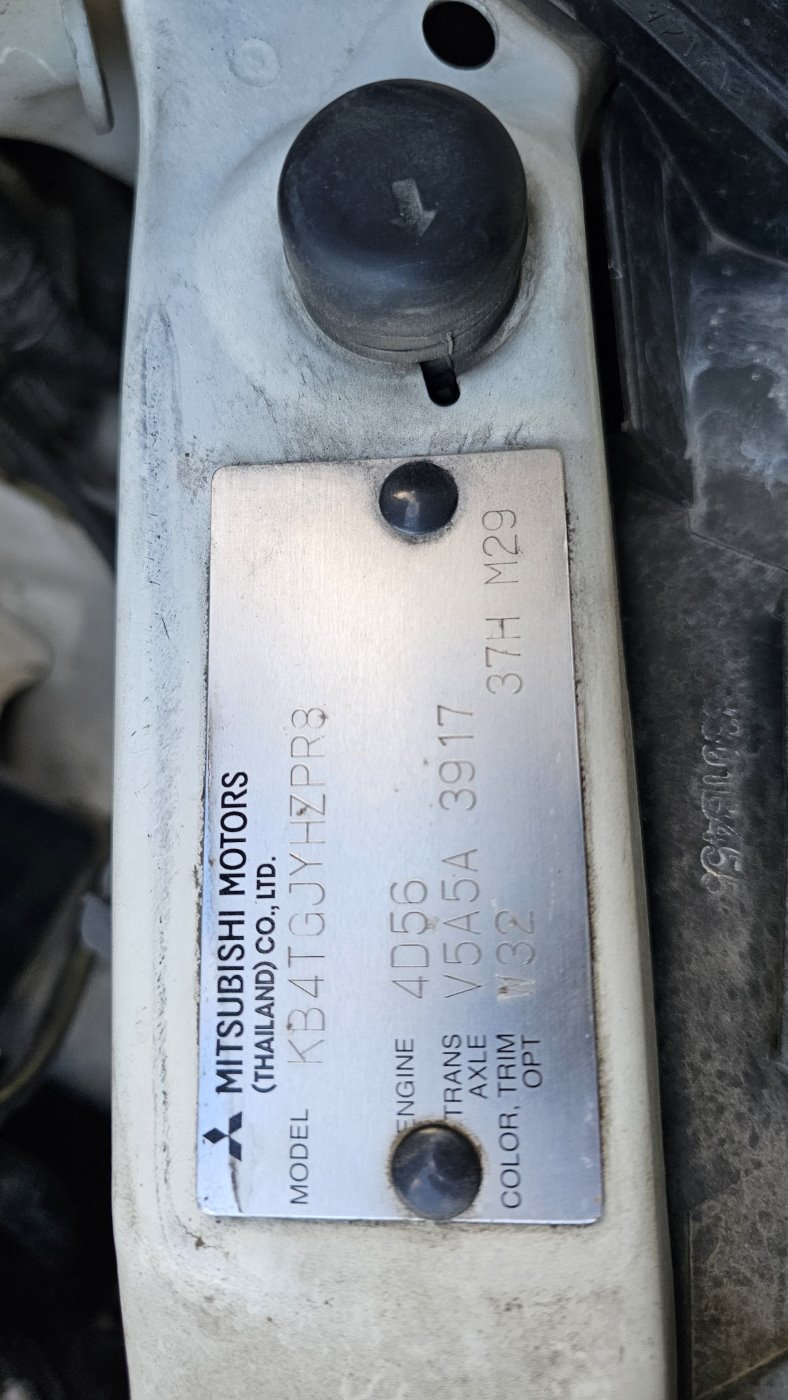 MITSUBISHI MOTORS
(THAILAND) CO., LTD.
MODEL KB4TGJYHZPR8
ENGINE 4D56
TRANS AXLE V5A5A 3917
COLOR, TRIM OPT W32 37H M29